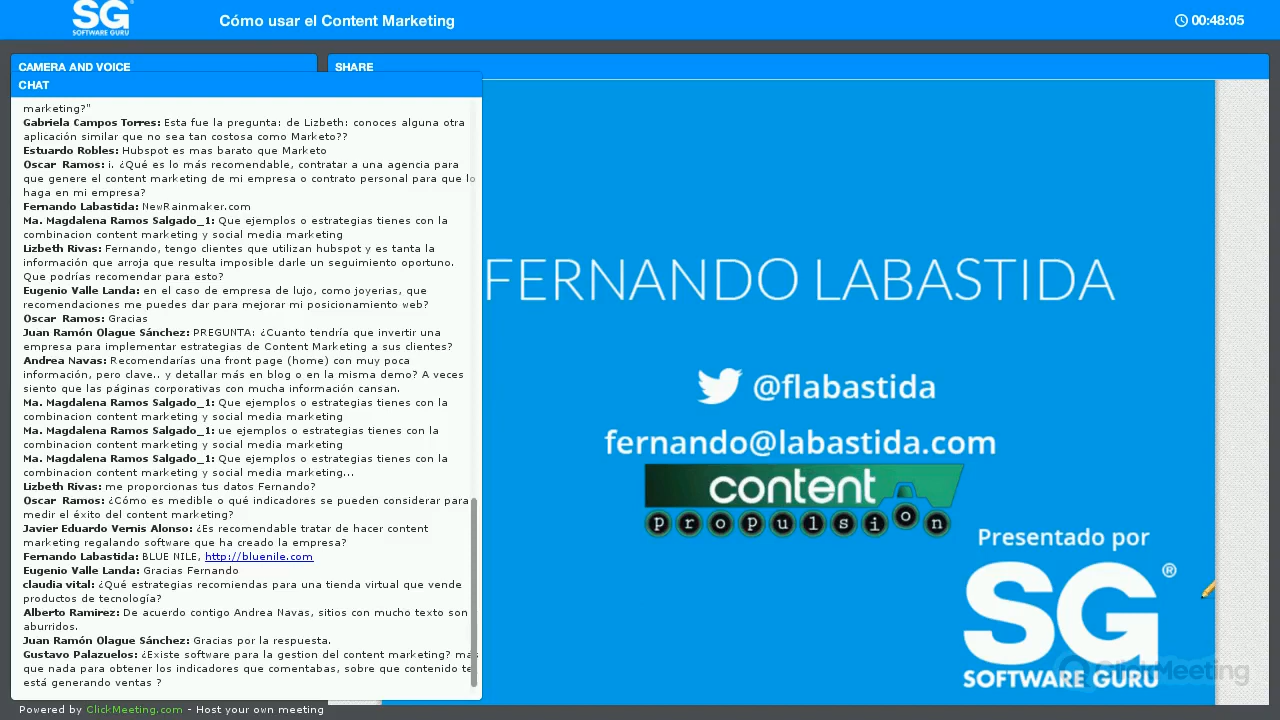 SG
SOFTWARE GURU
Cómo usar el Content Marketing
00:48:05
CAMERA AND VOICE
SHARE
CHAT
marketing?"
Gabriela Campos Torres: Esta fue la pregunta: de Lizbeth: conoces alguna otra
aplicación similar que no sea tan costosa como Marketo??
Estuardo Robles: Hubspot es mas barato que Marketo
Oscar Ramos: i. ¿Qué es lo más recomendable, contratar a una agencia para
que genere el content marketing de mi empresa o contrato personal para que lo
haga en mi empresa?
Fernando Labastida: NewRainmaker.com
Ma. Magdalena Ramos Salgado_1: Que ejemplos o estrategias tienes con la
combinacion content marketing y social media marketing
Lizbeth Rivas: Fernando, tengo clientes que utilizan hubspot y es tanta la
información que arroja que resulta imposible darle un seguimiento oportuno.
Que podrías recomendar para esto?
Eugenio Valle Landa: en el caso de empresa de lujo, como joyerias, que
recomendaciones me puedes dar para mejorar mi posicionamiento web?
Oscar Ramos: Gracias
Juan Ramón Olague Sánchez: PREGUNTA: ¿Cuanto tendría que invertir una
empresa para implementar estrategias de Content Marketing a sus clientes?
Andrea Navas: Recomendarías una front page (home) con muy poca
información, pero clave.. y detallar más en blog o en la misma demo? A veces
siento que las páginas corporativas con mucha información cansan.
Ma. Magdalena Ramos Salgado_1: Que ejemplos o estrategias tienes con la
combinacion content marketing y social media marketing
Ma. Magdalena Ramos Salgado_1: ue ejemplos o estrategias tienes con la
combinacion content marketing y social media marketing
Ma. Magdalena Ramos Salgado_1: Que ejemplos o estrategias tienes con la
combinacion content marketing y social media marketing...
Lizbeth Rivas: me proporcionas tus datos Fernando?
Oscar Ramos: ¿Cómo es medible o qué indicadores se pueden considerar para
medir el éxito del content marketing?
Javier Eduardo Vernis Alonso: ¿Es recomendable tratar de hacer content
marketing regalando software que ha creado la empresa?
Fernando Labastida: BLUE NILE, http://bluenile.com
Eugenio Valle Landa: Gracias Fernando
claudia vital: ¿Qué estrategias recomiendas para una tienda virtual que vende
productos de tecnología?
Alberto Ramirez: De acuerdo contigo Andrea Navas, sitios con mucho texto son
aburridos.
Juan Ramón Olague Sánchez: Gracias por la respuesta.
Gustavo Palazuelos: ¿Existe software para la gestion del content marketing? mas
que nada para obtener los indicadores que comentabas, sobre que contenido te
está generando ventas ?
FERNANDO LABASTIDA
@flabastida
fernando@labastida.com
content
propulsion
Presentado por
SG®
SOFTWARE GURU
ClickMeeting
Powered by ClickMeeting.com - Host your own meeting